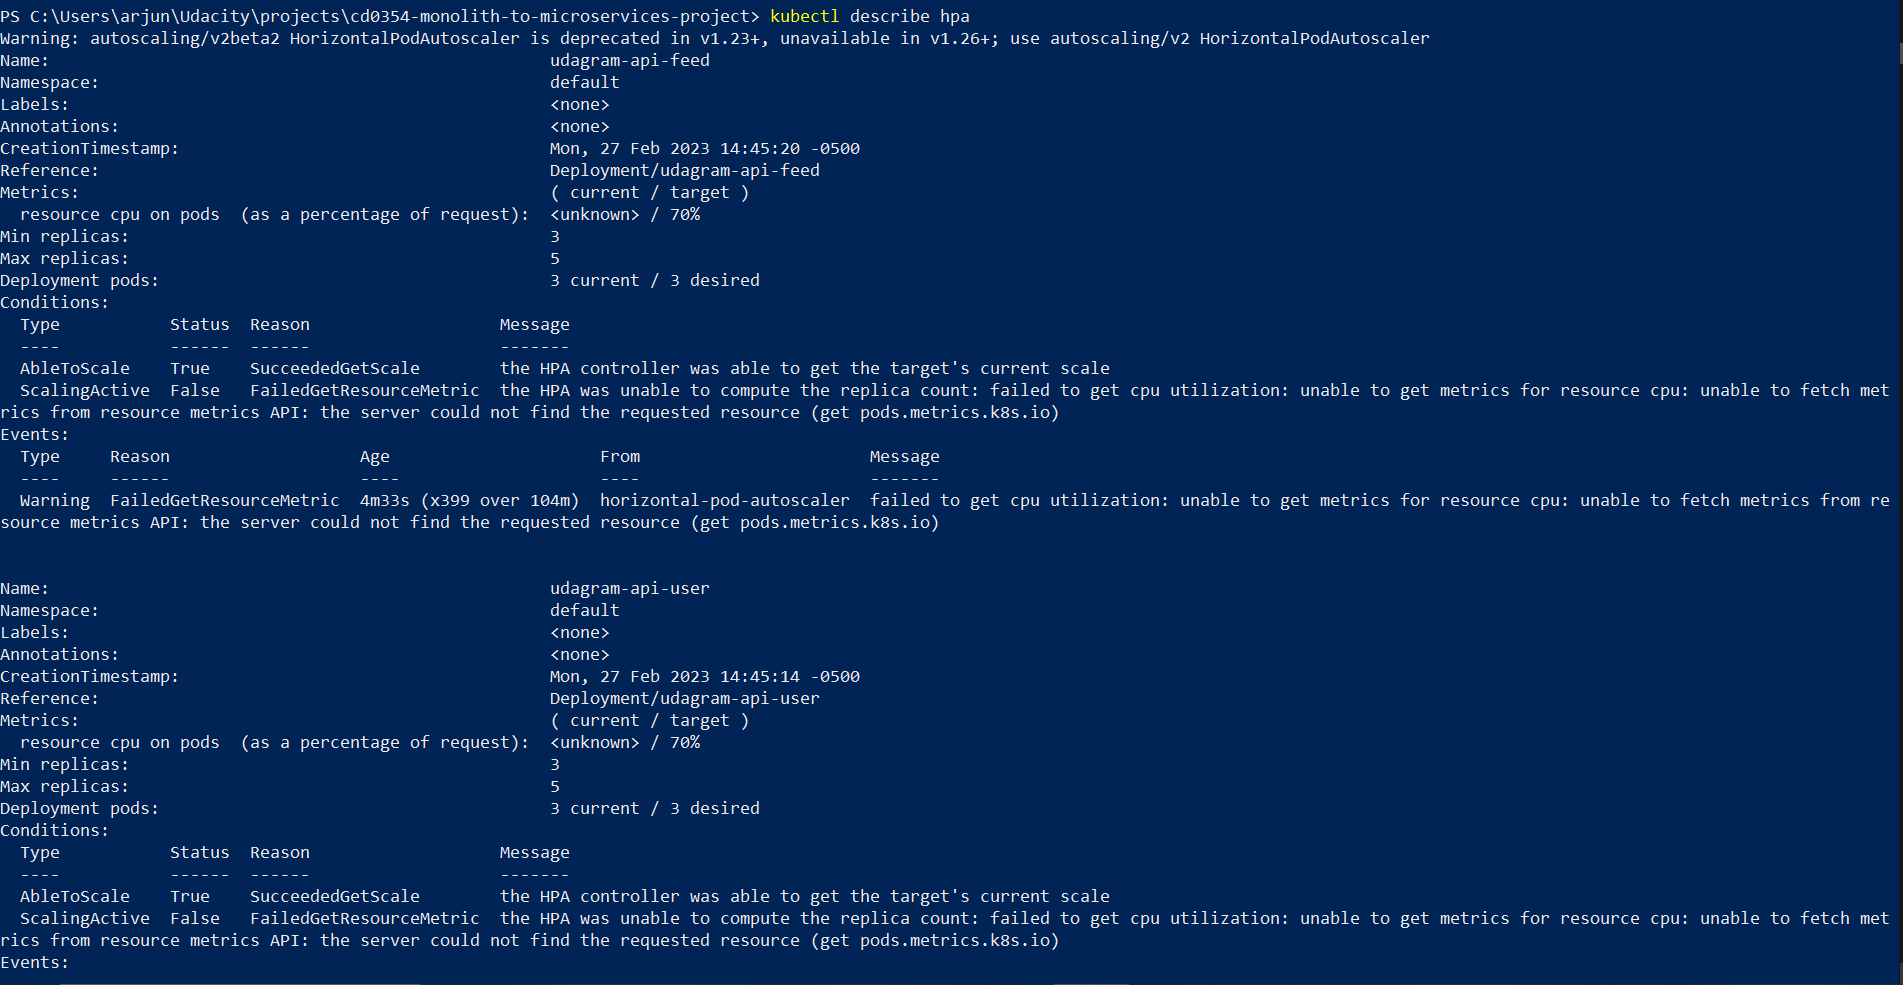 PS C:\Users\arjun\Udacity\projects\cd0354-monolith-to-microservices-project> kubectl describe hpa
Warning: autoscaling/v2beta2 HorizontalPodAutoscaler is deprecated in v1.23+, unavailable in v1.26+; use autoscaling/v2 HorizontalPodAutoscaler
Name:                                                  udagram-api-feed
Namespace:                                             default
Labels:                                                <none>
Annotations:                                           <none>
CreationTimestamp:                                     Mon, 27 Feb 2023 14:45:20 -0500
Reference:                                             Deployment/udagram-api-feed
Metrics:                                               ( current / target )
  resource cpu on pods  (as a percentage of request):  <unknown> / 70%
Min replicas:                                          3
Max replicas:                                          5
Deployment pods:                                       3 current / 3 desired
Conditions:
  Type           Status  Reason                   Message
  ----           ------  ------                   -------
  AbleToScale    True    SucceededGetScale        the HPA controller was able to get the target's current scale
  ScalingActive  False   FailedGetResourceMetric  the HPA was unable to compute the replica count: failed to get cpu utilization: unable to get metrics for resource cpu: unable to fetch met
rics from resource metrics API: the server could not find the requested resource (get pods.metrics.k8s.io)
Events:
  Type     Reason                   Age                     From                       Message
  ----     ------                   ----                    ----                       -------
  Warning  FailedGetResourceMetric  4m33s (x399 over 104m)  horizontal-pod-autoscaler  failed to get cpu utilization: unable to get metrics for resource cpu: unable to fetch metrics from re
source metrics API: the server could not find the requested resource (get pods.metrics.k8s.io)
Name:                                                  udagram-api-user
Namespace:                                             default
Labels:                                                <none>
Annotations:                                           <none>
CreationTimestamp:                                     Mon, 27 Feb 2023 14:45:14 -0500
Reference:                                             Deployment/udagram-api-user
Metrics:                                               ( current / target )
  resource cpu on pods  (as a percentage of request):  <unknown> / 70%
Min replicas:                                          3
Max replicas:                                          5
Deployment pods:                                       3 current / 3 desired
Conditions:
  Type           Status  Reason                   Message
  ----           ------  ------                   -------
  AbleToScale    True    SucceededGetScale        the HPA controller was able to get the target's current scale
  ScalingActive  False   FailedGetResourceMetric  the HPA was unable to compute the replica count: failed to get cpu utilization: unable to get metrics for resource cpu: unable to fetch met
rics from resource metrics API: the server could not find the requested resource (get pods.metrics.k8s.io)
Events: